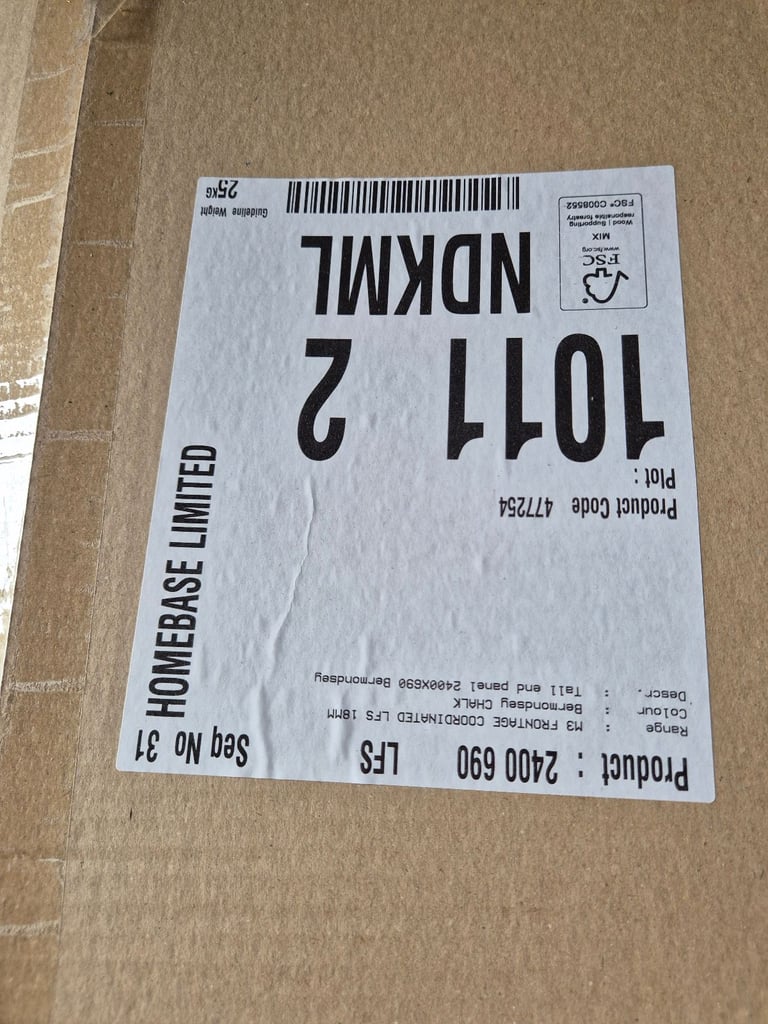 Product : 2400 690 LFS Seq No 31
Range : M3 FRONTAGE COORDINATED LFS 18MM
Colour : Bermondsey CHALK
Descr. : Tall end panel 2400X690 Bermondsey
HOMEBASE LIMITED
Product Code 477254
Plot :
1011 2
NDKML
FSC
www.fsc.org
MIX
Wood | Supporting
responsible forestry
FSC® C008552
Guideline Weight 25KG